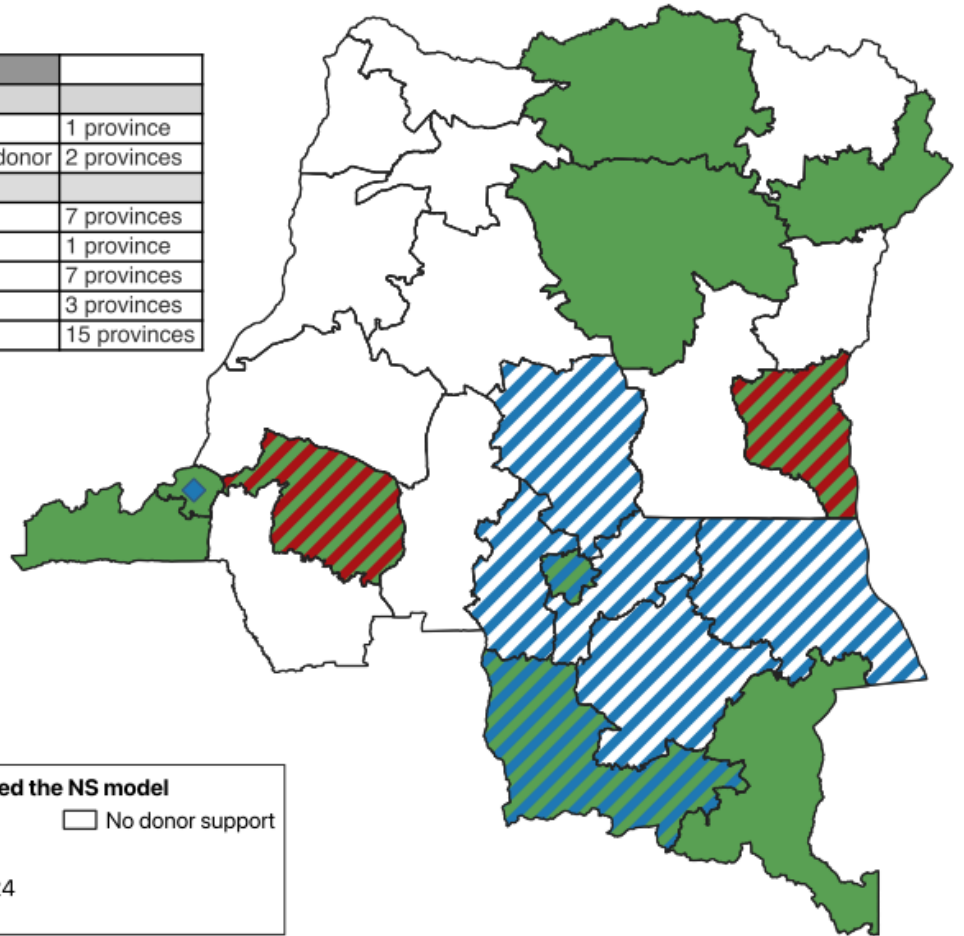 1 province
donor 2 provinces
7 provinces
1 province
7 provinces
3 provinces
15 provinces
ed the NS model
No donor support
24